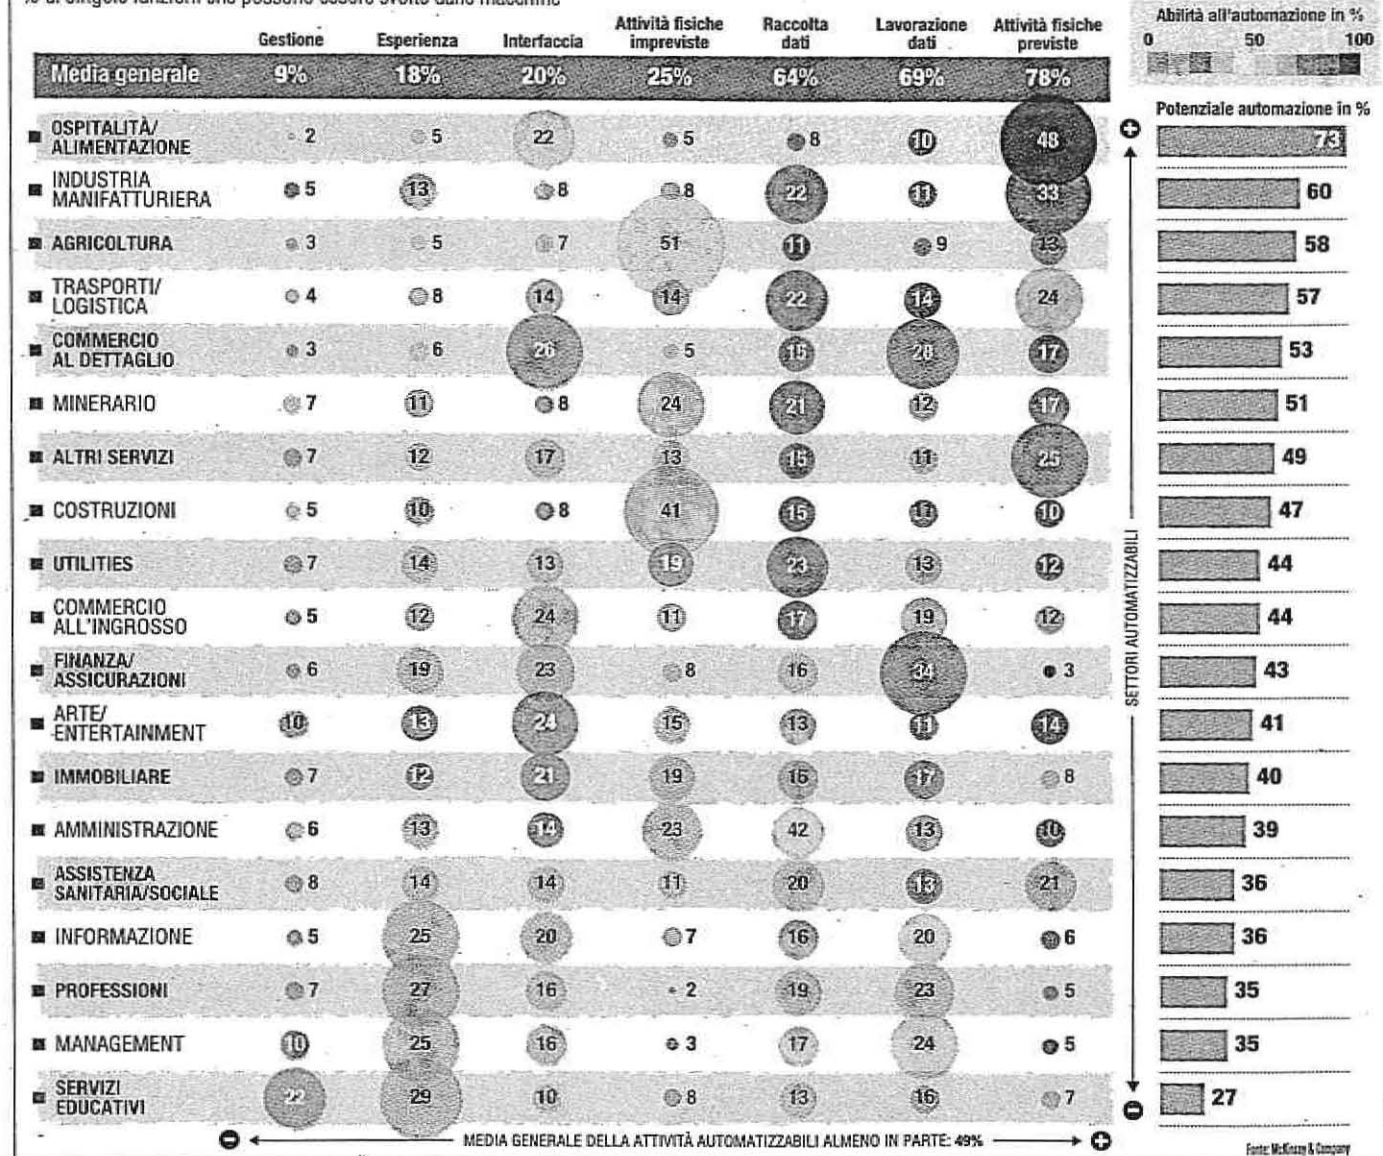 % di singole funzioni che possono essere svolte dalle macchine
Gestione Esperienza Interfaccia Attività fisiche impreviste Raccolta dati Lavorazione dati Attività fisiche previste
Media generale 9% 18% 20% 25% 64% 69% 78%
Abilità all'automazione in %
0 50 100
Potenziale automazione in %
OSPITALITÀ/
ALIMENTAZIONE 2 5 22 5 8 10 48 73
INDUSTRIA
MANIFATTURIERA 5 13 8 8 22 11 33 60
AGRICOLTURA 3 5 7 51 11 9 13 58
TRASPORTI/
LOGISTICA 4 8 14 14 22 14 24 57
COMMERCIO
AL DETTAGLIO 3 6 26 5 15 28 17 53
MINERARIO 7 11 8 24 21 12 17 51
ALTRI SERVIZI 7 12 17 13 15 11 25 49
COSTRUZIONI 5 10 8 41 15 11 10 47
UTILITIES 7 14 13 19 23 13 12 44
COMMERCIO
ALL'INGROSSO 5 12 24 11 17 19 12 44
FINANZA/
ASSICURAZIONI 6 19 23 8 16 34 3 43
ARTE/
ENTERTAINMENT 10 13 24 15 13 11 14 41
IMMOBILIARE 7 12 21 19 16 17 8 40
AMMINISTRAZIONE 6 13 14 23 42 13 10 39
ASSISTENZA
SANITARIA/SOCIALE 8 14 14 11 20 13 21 36
INFORMAZIONE 5 25 20 7 16 20 6 36
PROFESSIONI 7 27 16 2 19 23 5 35
MANAGEMENT 10 25 16 3 17 24 5 35
SERVIZI
EDUCATIVI 22 29 10 8 13 16 7 27
SETTORI AUTOMATIZZABILI
MEDIA GENERALE DELLA ATTIVITÀ AUTOMATIZZABILI ALMENO IN PARTE: 49%
Fonte: McKinsey & Company